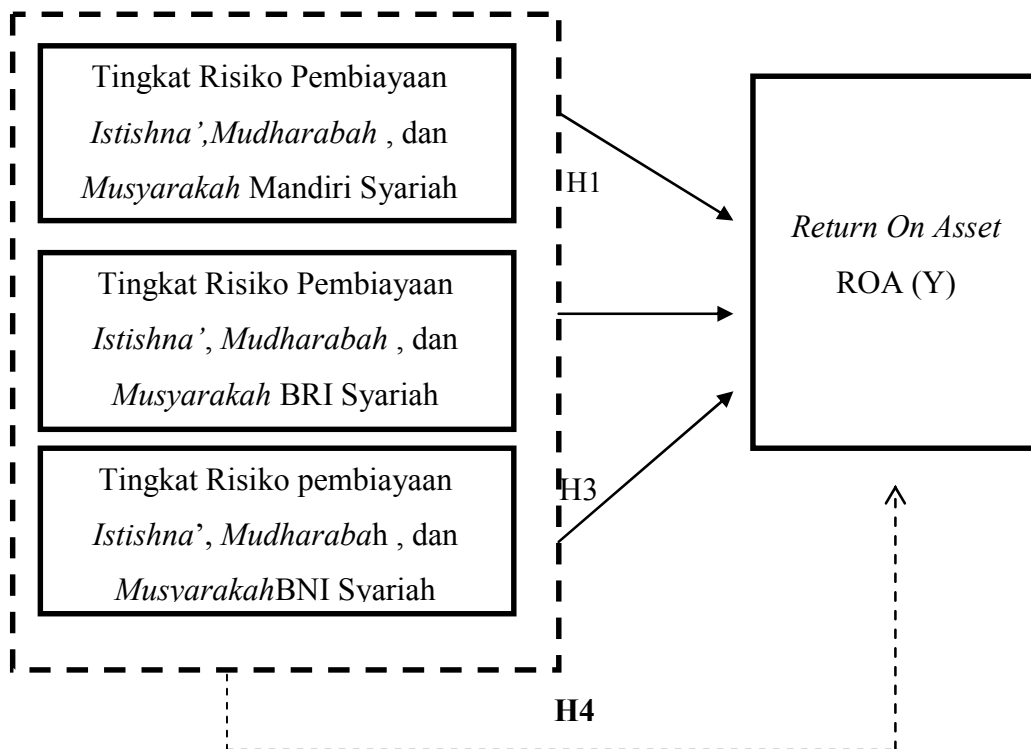 Tingkat Risiko Pembiayaan
Istishna’,Mudharabah , dan
Musyarakah Mandiri Syariah
H1
Tingkat Risiko Pembiayaan
Istishna’, Mudharabah , dan
Musyarakah BRI Syariah
Tingkat Risiko pembiayaan
Istishna’, Mudharabah , dan
MusyarakahBNI Syariah
H3
Return On Asset
ROA (Y)
H4